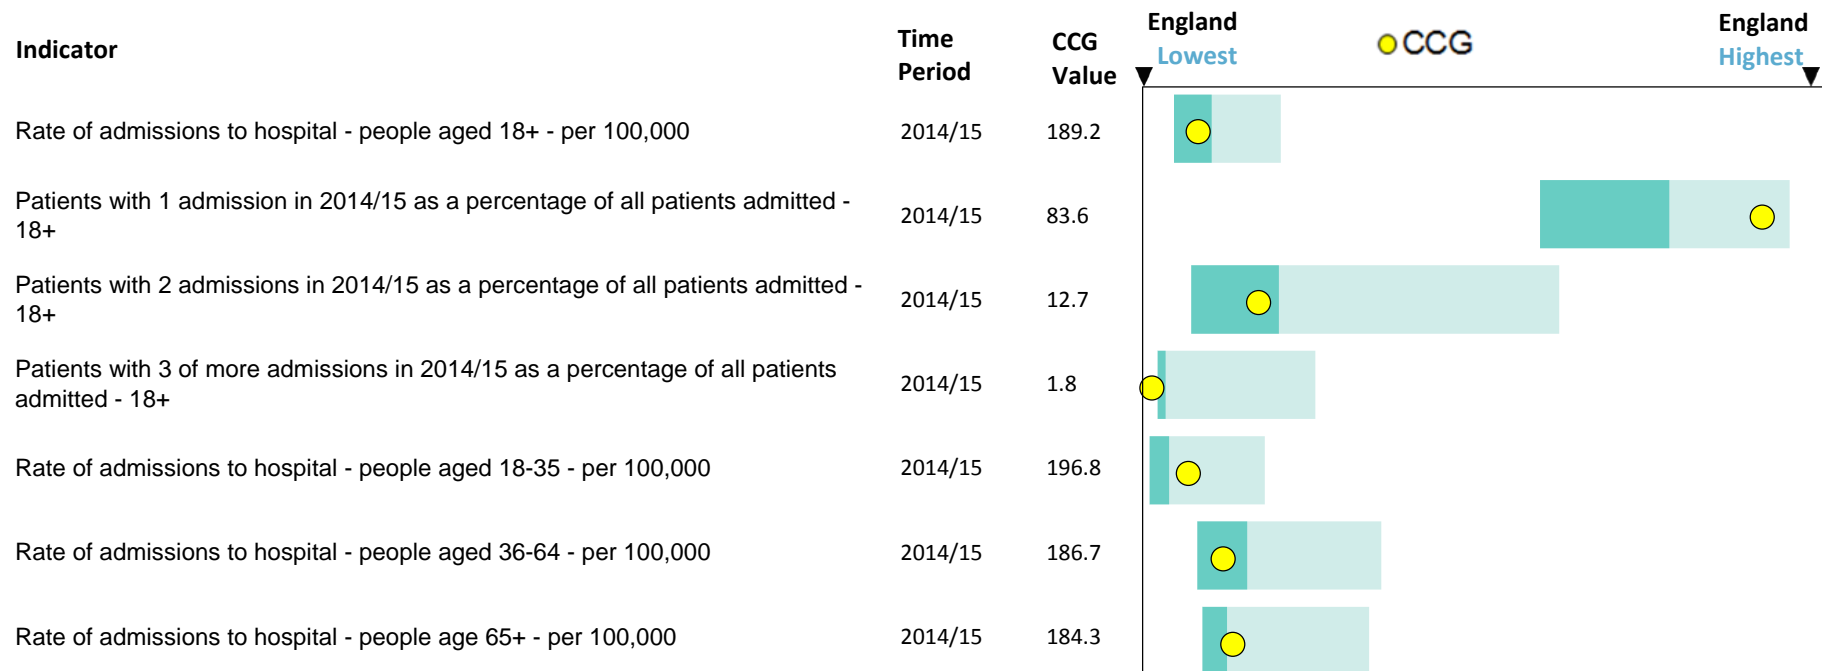 Indicator
Time Period
CCG Value
England Lowest
CCG
England Highest
Rate of admissions to hospital - people aged 18+ - per 100,000 2014/15 189.2
Patients with 1 admission in 2014/15 as a percentage of all patients admitted -
18+ 2014/15 83.6
Patients with 2 admissions in 2014/15 as a percentage of all patients admitted -
18+ 2014/15 12.7
Patients with 3 of more admissions in 2014/15 as a percentage of all patients
admitted - 18+ 2014/15 1.8
Rate of admissions to hospital - people aged 18-35 - per 100,000 2014/15 196.8
Rate of admissions to hospital - people aged 36-64 - per 100,000 2014/15 186.7
Rate of admissions to hospital - people age 65+ - per 100,000 2014/15 184.3